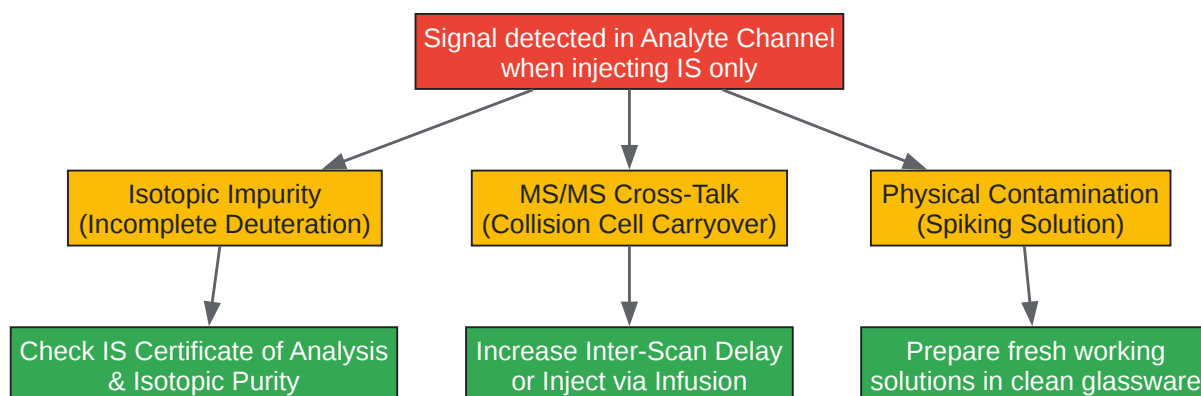 Signal detected in Analyte Channel
when injecting IS only
Isotopic Impurity
(Incomplete Deuteration)
MS/MS Cross-Talk
(Collision Cell Carryover)
Physical Contamination
(Spiking Solution)
Check IS Certificate of Analysis
& Isotopic Purity
Increase Inter-Scan Delay
or Inject via Infusion
Prepare fresh working
solutions in clean glassware